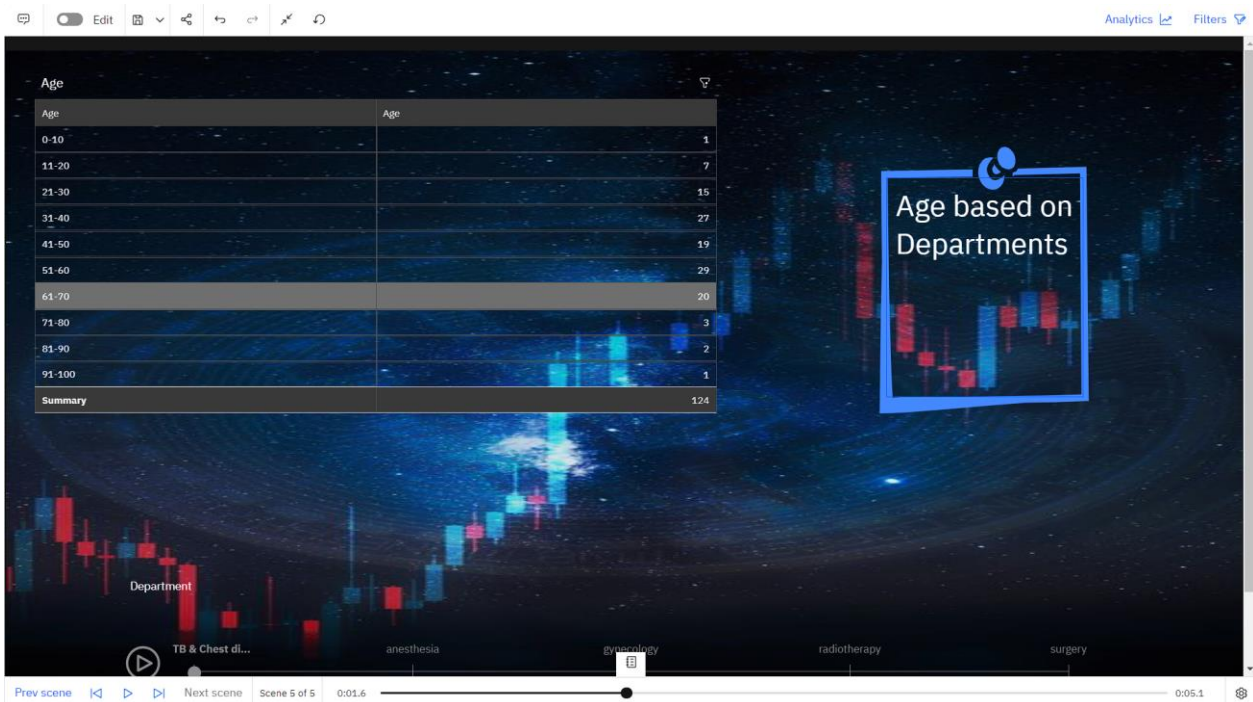 Edit
Analytics
Filters
Age
Age Age
0-10 1
11-20 7
21-30 15
31-40 27
41-50 19
51-60 29
61-70 20
71-80 3
81-90 2
91-100 1
Summary 124
Age based on
Departments
Department
TB & Chest di... anesthesia gynecology radiotherapy surgery
Prev scene Next scene Scene 5 of 5 0:01.6 0:05.1